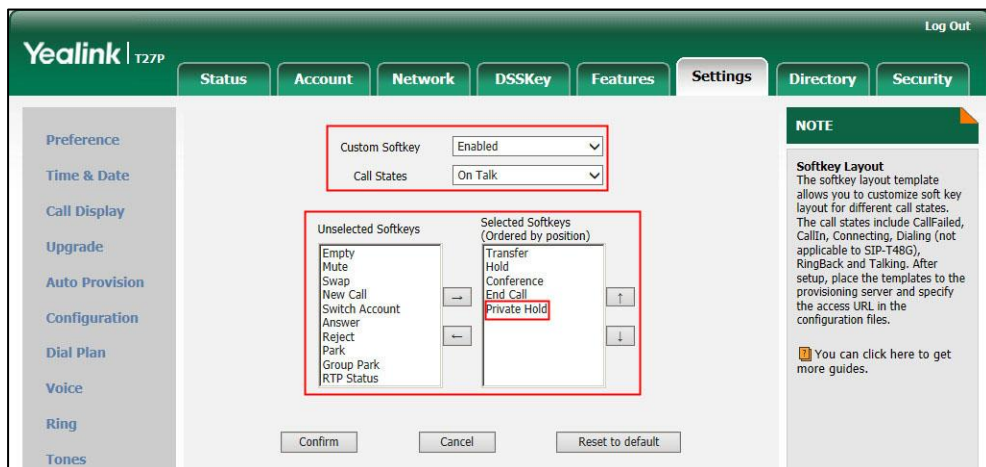 Log Out
Yealink T27P
Status Account Network DSSKey Features Settings Directory Security
Preference
Time & Date
Call Display
Upgrade
Auto Provision
Configuration
Dial Plan
Voice
Ring
Tones
Custom Softkey Enabled
Call States On Talk
Unselected Softkeys
Empty
Mute
Swap
New Call
Switch Account
Answer
Reject
Park
Group Park
RTP Status
→
←
Selected Softkeys
(Ordered by position)
Transfer
Hold
Conference
End Call
Private Hold
↑
↓
Confirm Cancel Reset to default
NOTE
Softkey Layout
The softkey layout template
allows you to customize soft key
layout for different call states.
The call states include CallFailed,
CallIn, Connecting, Dialing (not
applicable to SIP-T48G),
RingBack and Talking. After
setup, place the templates to the
provisioning server and specify
the access URL in the
configuration files.
You can click here to get
more guides.